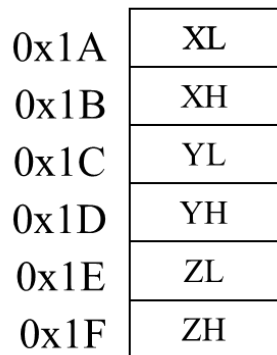 0x1A XL
0x1B XH
0x1C YL
0x1D YH
0x1E ZL
0x1F ZH